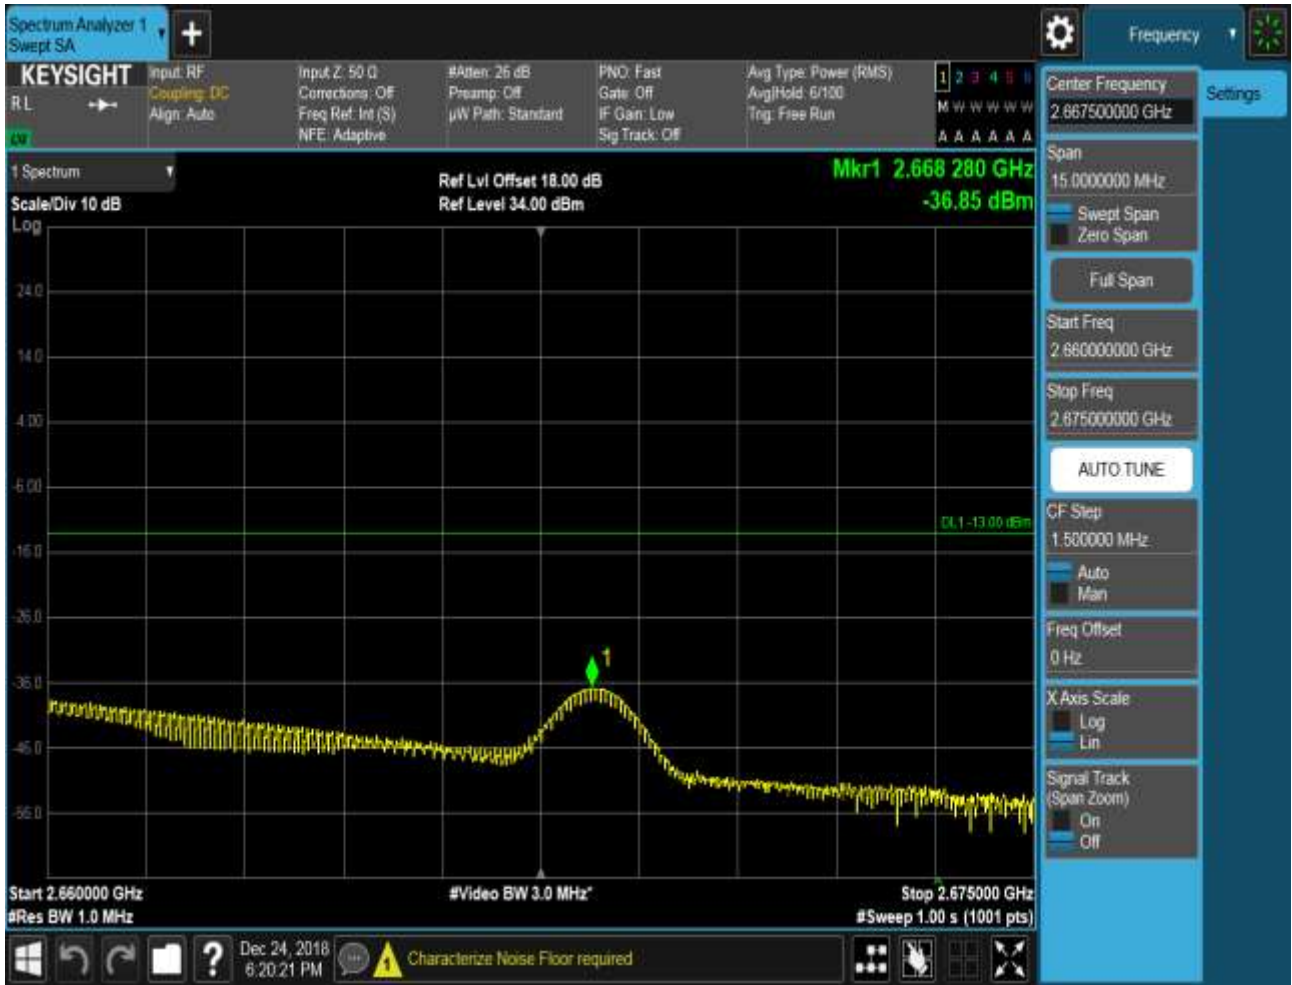 Spectrum Analyzer 1
Swept SA
+
Frequency
KEYSIGHT
R L
Input: RF
Coupling: DC
Align: Auto
Input Z: 50 Ω
Corrections: Off
Freq Ref: Int (S)
NFE: Adaptive
#Atten: 26 dB
Preamp: Off
µW Path: Standard
PNO: Fast
Gate: Off
IF Gain: Low
Sig Track: Off
Avg Type: Power (RMS)
Avg|Hold: 6/100
Trig: Free Run
1 2 3 4 5 6
M W W W W W
A A A A A A
1 Spectrum
Scale/Div 10 dB
Log
Ref Lvl Offset 18.00 dB
Ref Level 34.00 dBm
Mkr1 2.668 280 GHz
-36.85 dBm
24.0
14.0
4.00
-6.00
DL1 -13.00 dBm
-16.0
-26.0
1
-36.0
-46.0
-56.0
Start 2.660000 GHz
#Res BW 1.0 MHz
#Video BW 3.0 MHz*
Stop 2.675000 GHz
#Sweep 1.00 s (1001 pts)
?
Dec 24, 2018
6:20:21 PM
Characterize Noise Floor required
Center Frequency
2.667500000 GHz
Settings
Span
15.0000000 MHz
Swept Span
Zero Span
Full Span
Start Freq
2.660000000 GHz
Stop Freq
2.675000000 GHz
AUTO TUNE
CF Step
1.500000 MHz
Auto
Man
Freq Offset
0 Hz
X Axis Scale
Log
Lin
Signal Track
(Span Zoom)
On
Off